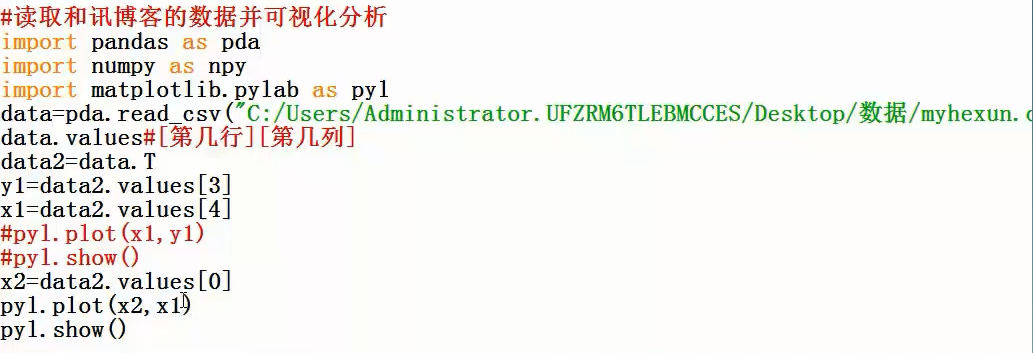 #读取和讯博客的数据并可视化分析
import pandas as pda
import numpy as npy
import matplotlib.pylab as pyl
data=pda.read_csv("C:/Users/Administrator.UFZRM6TLEBMCCES/Desktop/数据/myhexun.c
data.values#[第几行][第几列]
data2=data.T
y1=data2.values[3]
x1=data2.values[4]
#pyl.plot(x1,y1)
#pyl.show()
x2=data2.values[0]
pyl.plot(x2,x1)
pyl.show()